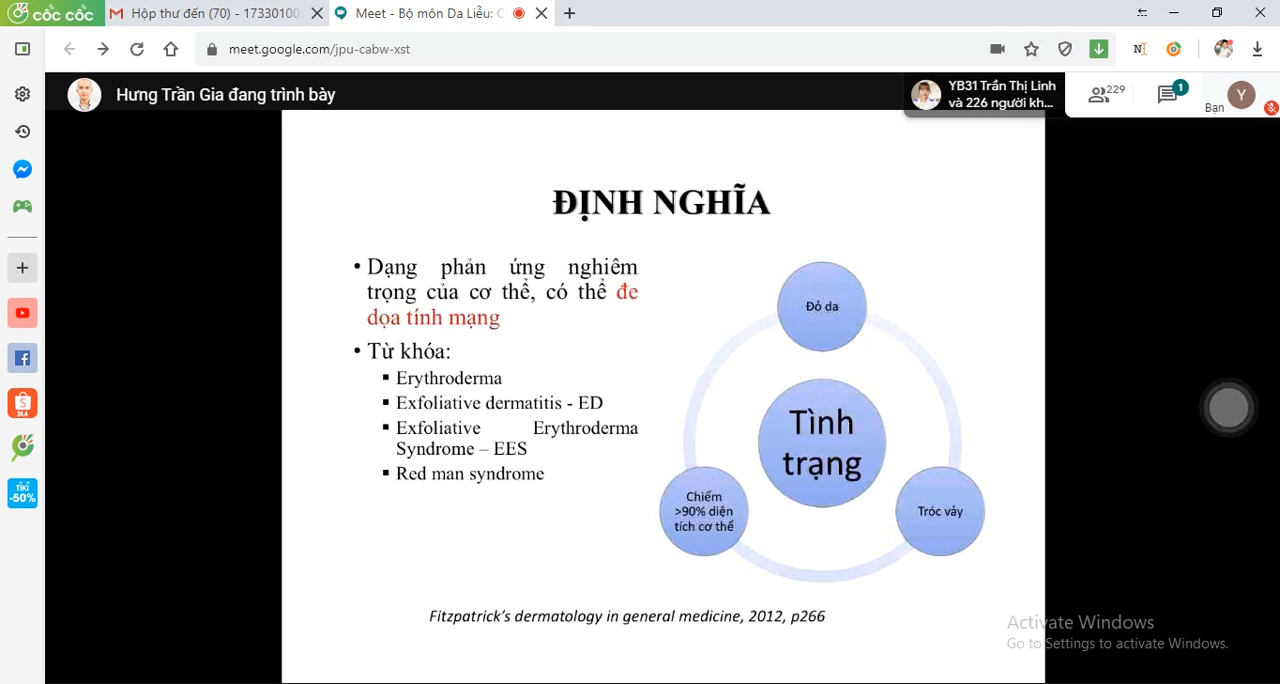 cốc cốc
Hộp thư đến (70) - 17330100
Meet - Bộ môn Da Liễu: C
meet.google.com/jpu-cabw-xst
Hưng Trần Gia đang trình bày
YB31 Trần Thị Linh
và 226 người kh...
229
1
Bạn
Y
ĐỊNH NGHĨA
• Dạng phản ứng nghiêm
trọng của cơ thể, có thể đe
dọa tính mạng
• Từ khóa:
▪ Erythroderma
▪ Exfoliative dermatitis - ED
▪ Exfoliative Erythroderma
Syndrome – EES
▪ Red man syndrome
Đỏ da
Tình
trạng
Chiếm
>90% diện
tích cơ thể
Tróc vảy
Fitzpatrick's dermatology in general medicine, 2012, p266
Activate Windows
Go to Settings to activate Windows.
24.4
TIKI
-50%